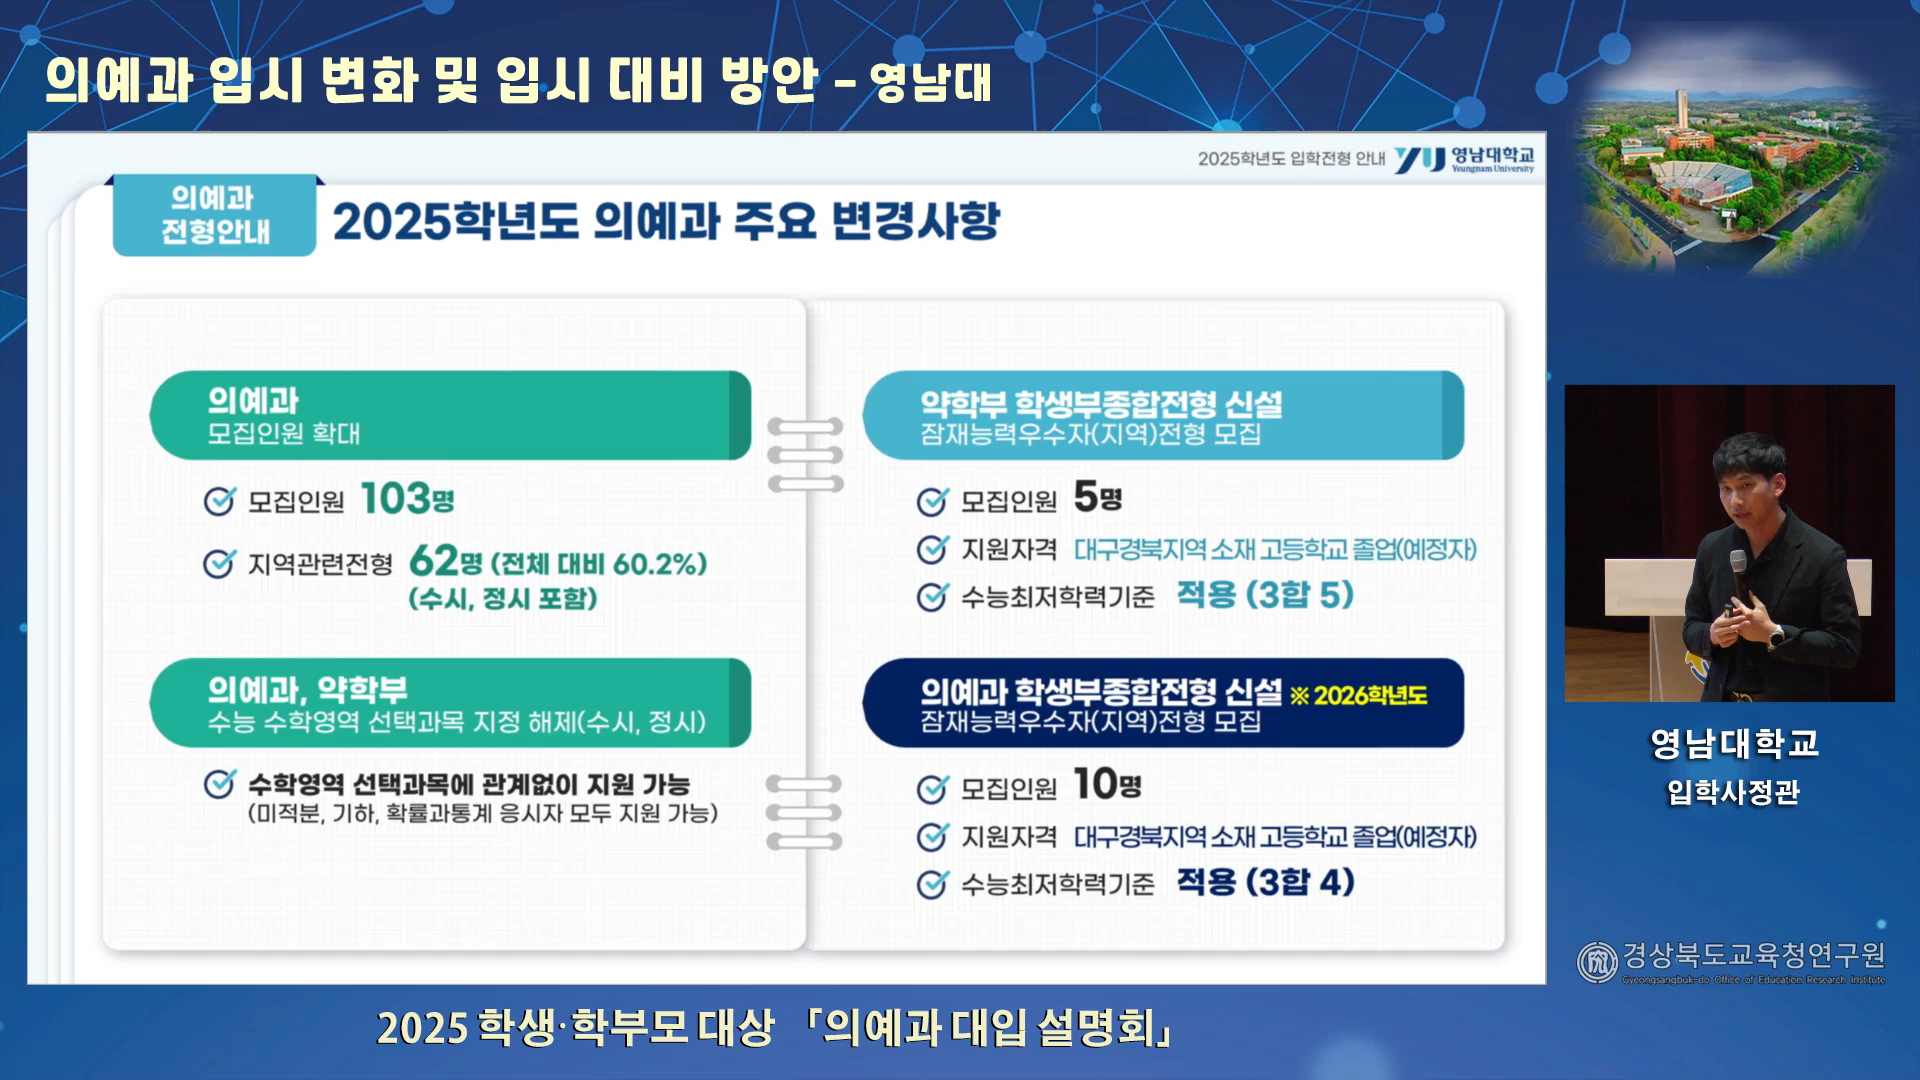 의예과 입시 변화 및 입시 대비 방안 - 영남대
2025학년도 입학전형 안내
영남대학교
Yeungnam University
의예과
전형안내
2025학년도 의예과 주요 변경사항
의예과
모집인원 확대
모집인원 103명
지역관련전형 62명 (전체 대비 60.2%)
(수시, 정시 포함)
의예과, 약학부
수능 수학영역 선택과목 지정 해제(수시, 정시)
수학영역 선택과목에 관계없이 지원 가능
(미적분, 기하, 확률과통계 응시자 모두 지원 가능)
약학부 학생부종합전형 신설
잠재능력우수자(지역)전형 모집
모집인원 5명
지원자격 대구경북지역 소재 고등학교 졸업(예정자)
수능최저학력기준 적용 (3합 5)
의예과 학생부종합전형 신설 ※ 2026학년도
잠재능력우수자(지역)전형 모집
모집인원 10명
지원자격 대구경북지역 소재 고등학교 졸업(예정자)
수능최저학력기준 적용 (3합 4)
영남대학교
입학사정관
경상북도교육청연구원
Gyeongsangbuk-do Office of Education Research Institute
2025 학생·학부모 대상 「의예과 대입 설명회」